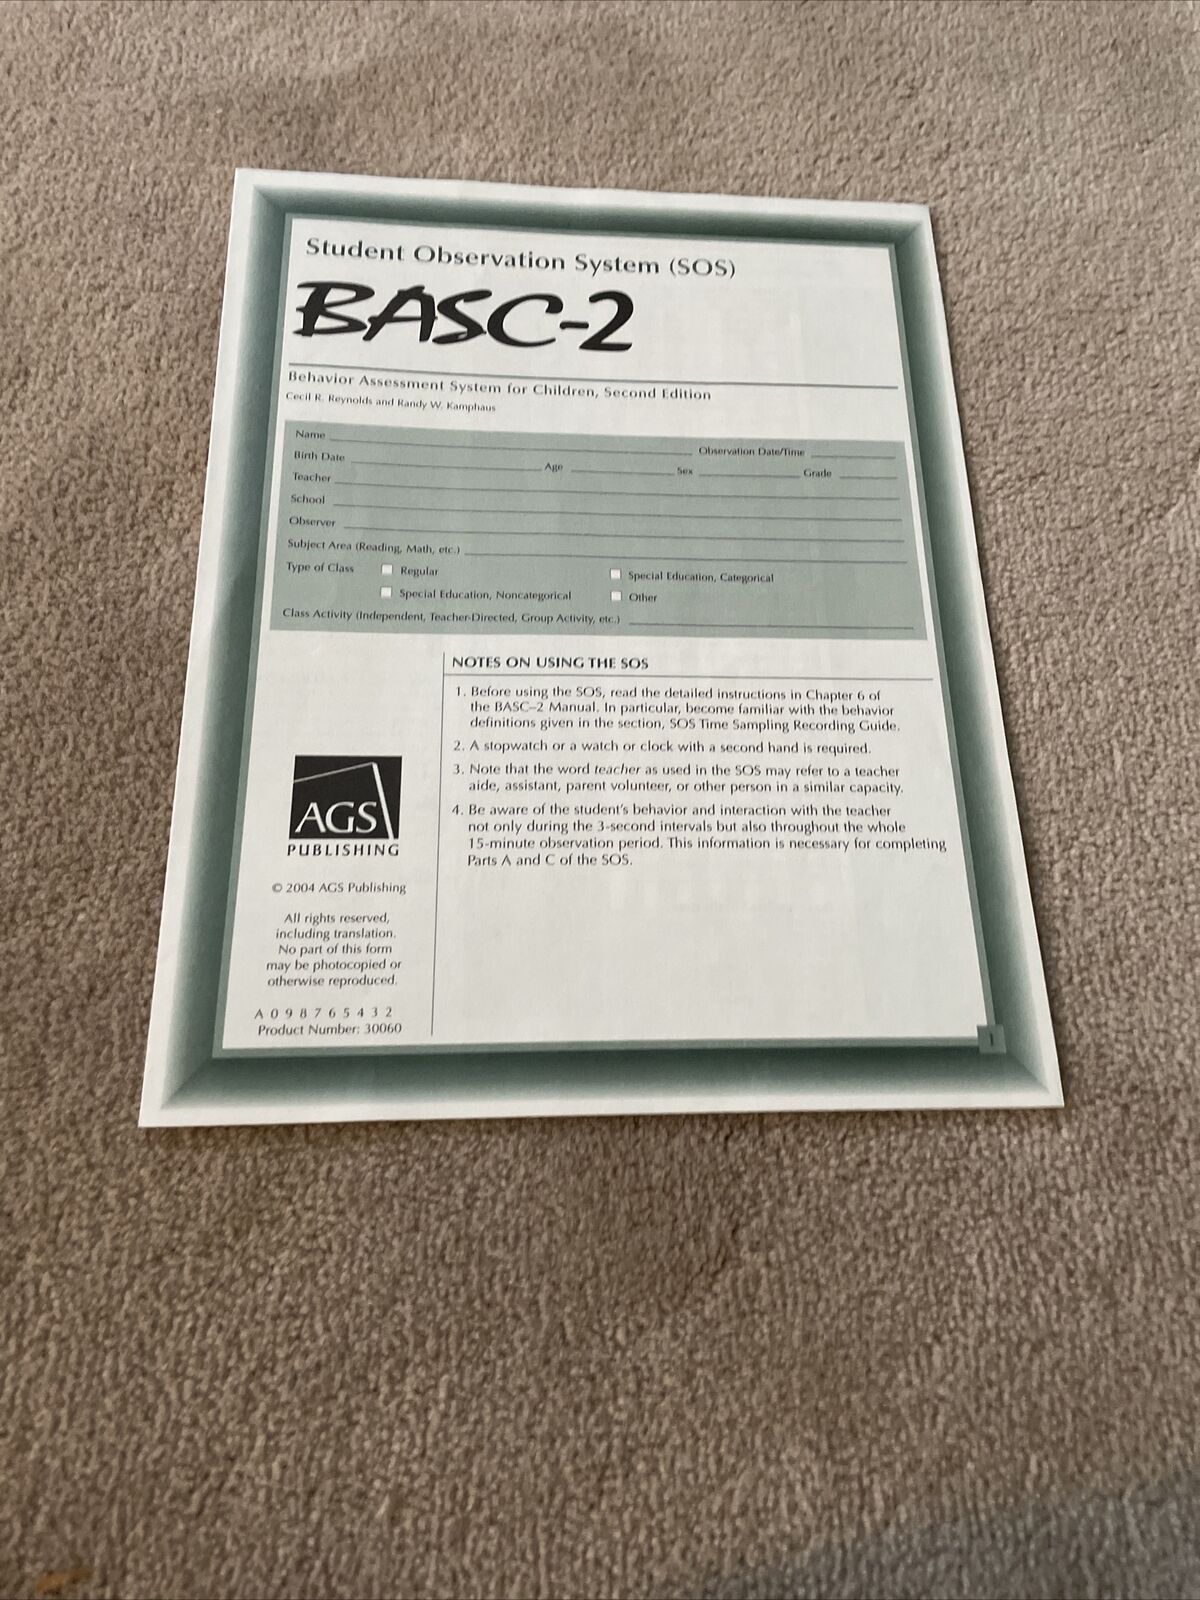 Student Observation System (SOS)
BASC-2
Behavior Assessment System for Children, Second Edition
Cecil R. Reynolds and Randy W. Kamphaus
Name Observation Date/Time
Birth Date Age Sex Grade
Teacher
School
Observer
Subject Area (Reading, Math, etc.)
Type of Class Regular Special Education, Categorical
Special Education, Noncategorical Other
Class Activity (Independent, Teacher-Directed, Group Activity, etc.)
NOTES ON USING THE SOS
1. Before using the SOS, read the detailed instructions in Chapter 6 of
the BASC–2 Manual. In particular, become familiar with the behavior
definitions given in the section, SOS Time Sampling Recording Guide.
2. A stopwatch or a watch or clock with a second hand is required.
3. Note that the word teacher as used in the SOS may refer to a teacher
aide, assistant, parent volunteer, or other person in a similar capacity.
4. Be aware of the student's behavior and interaction with the teacher
not only during the 3-second intervals but also throughout the whole
15-minute observation period. This information is necessary for completing
Parts A and C of the SOS.
AGS
PUBLISHING
© 2004 AGS Publishing
All rights reserved,
including translation.
No part of this form
may be photocopied or
otherwise reproduced.
A 0 9 8 7 6 5 4 3 2
Product Number: 30060
1